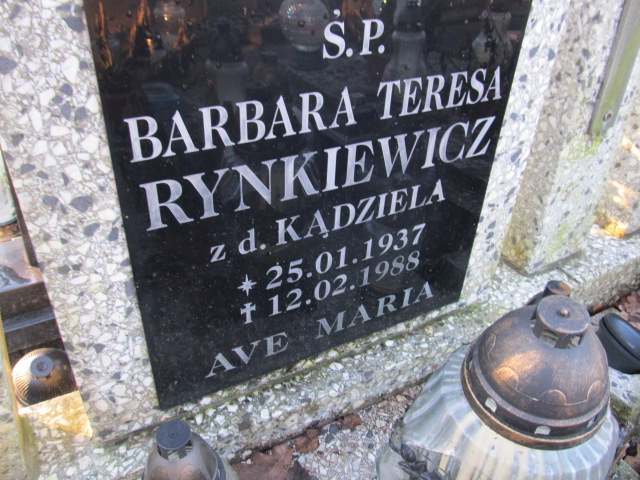 Ś.P.
BARBARA TERESA
RYNKIEWICZ
z d. KĄDZIELA
* 25.01.1937
† 12.02.1988
AVE MARIA